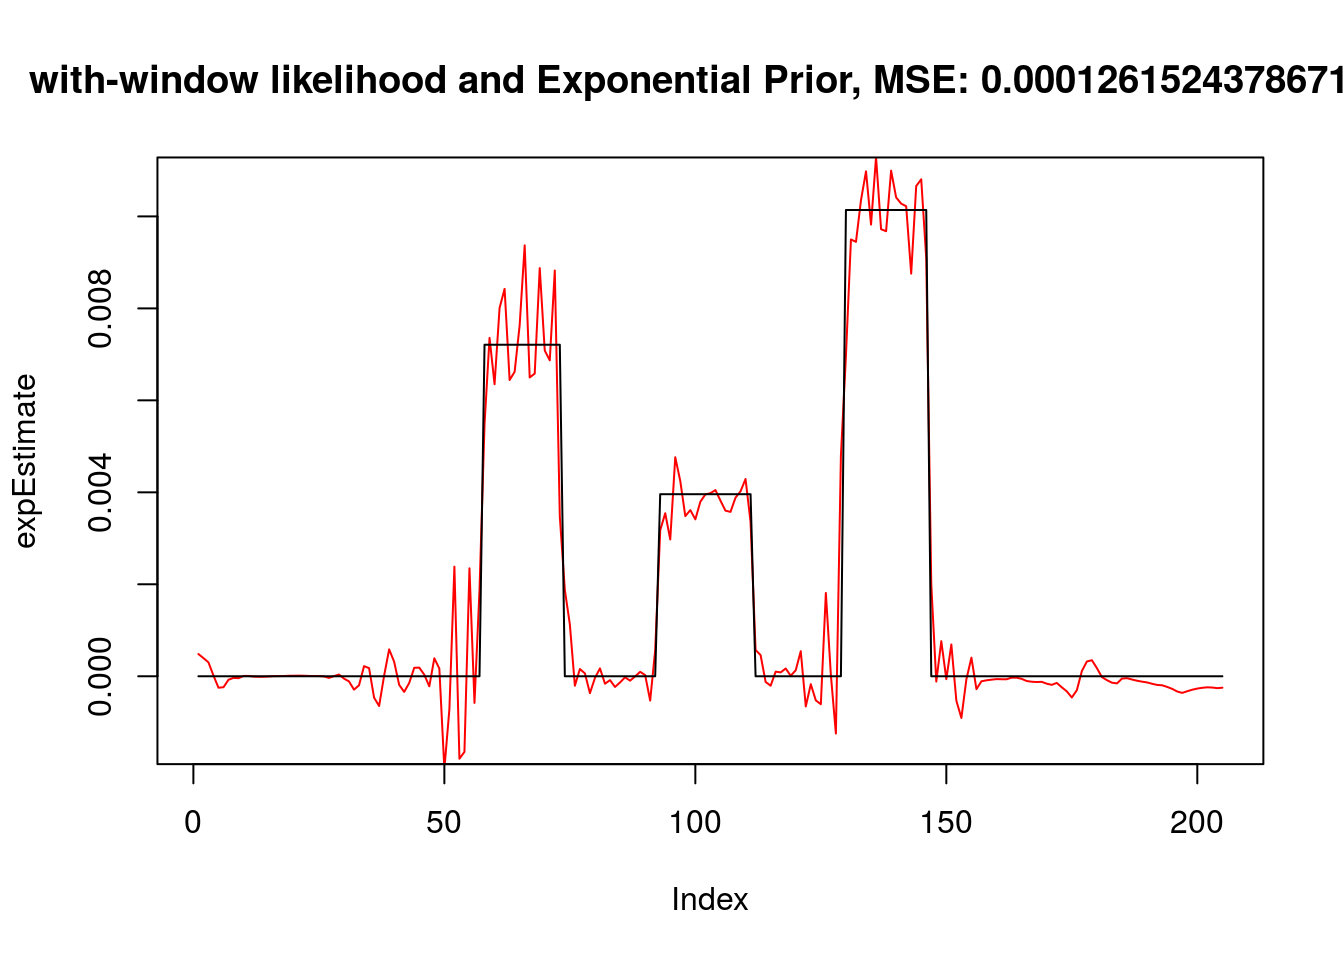 with-window likelihood and Exponential Prior, MSE: 0.0001261524378671
expEstimate
0.008
0.004
0.000
0 50 100 150 200
Index